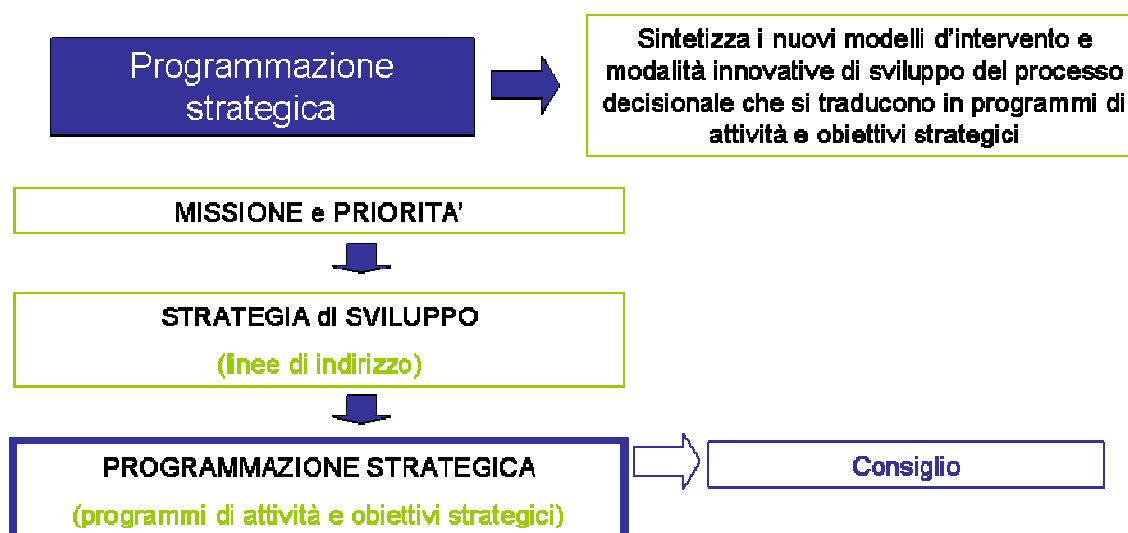 Programmazione
strategica
Sintetizza i nuovi modelli d'intervento e
modalità innovative di sviluppo del processo
decisionale che si traducono in programmi di
attività e obiettivi strategici
MISSIONE e PRIORITA'
STRATEGIA di SVILUPPO
(linee di indirizzo)
PROGRAMMAZIONE STRATEGICA
(programmi di attività e obiettivi strategici)
Consiglio